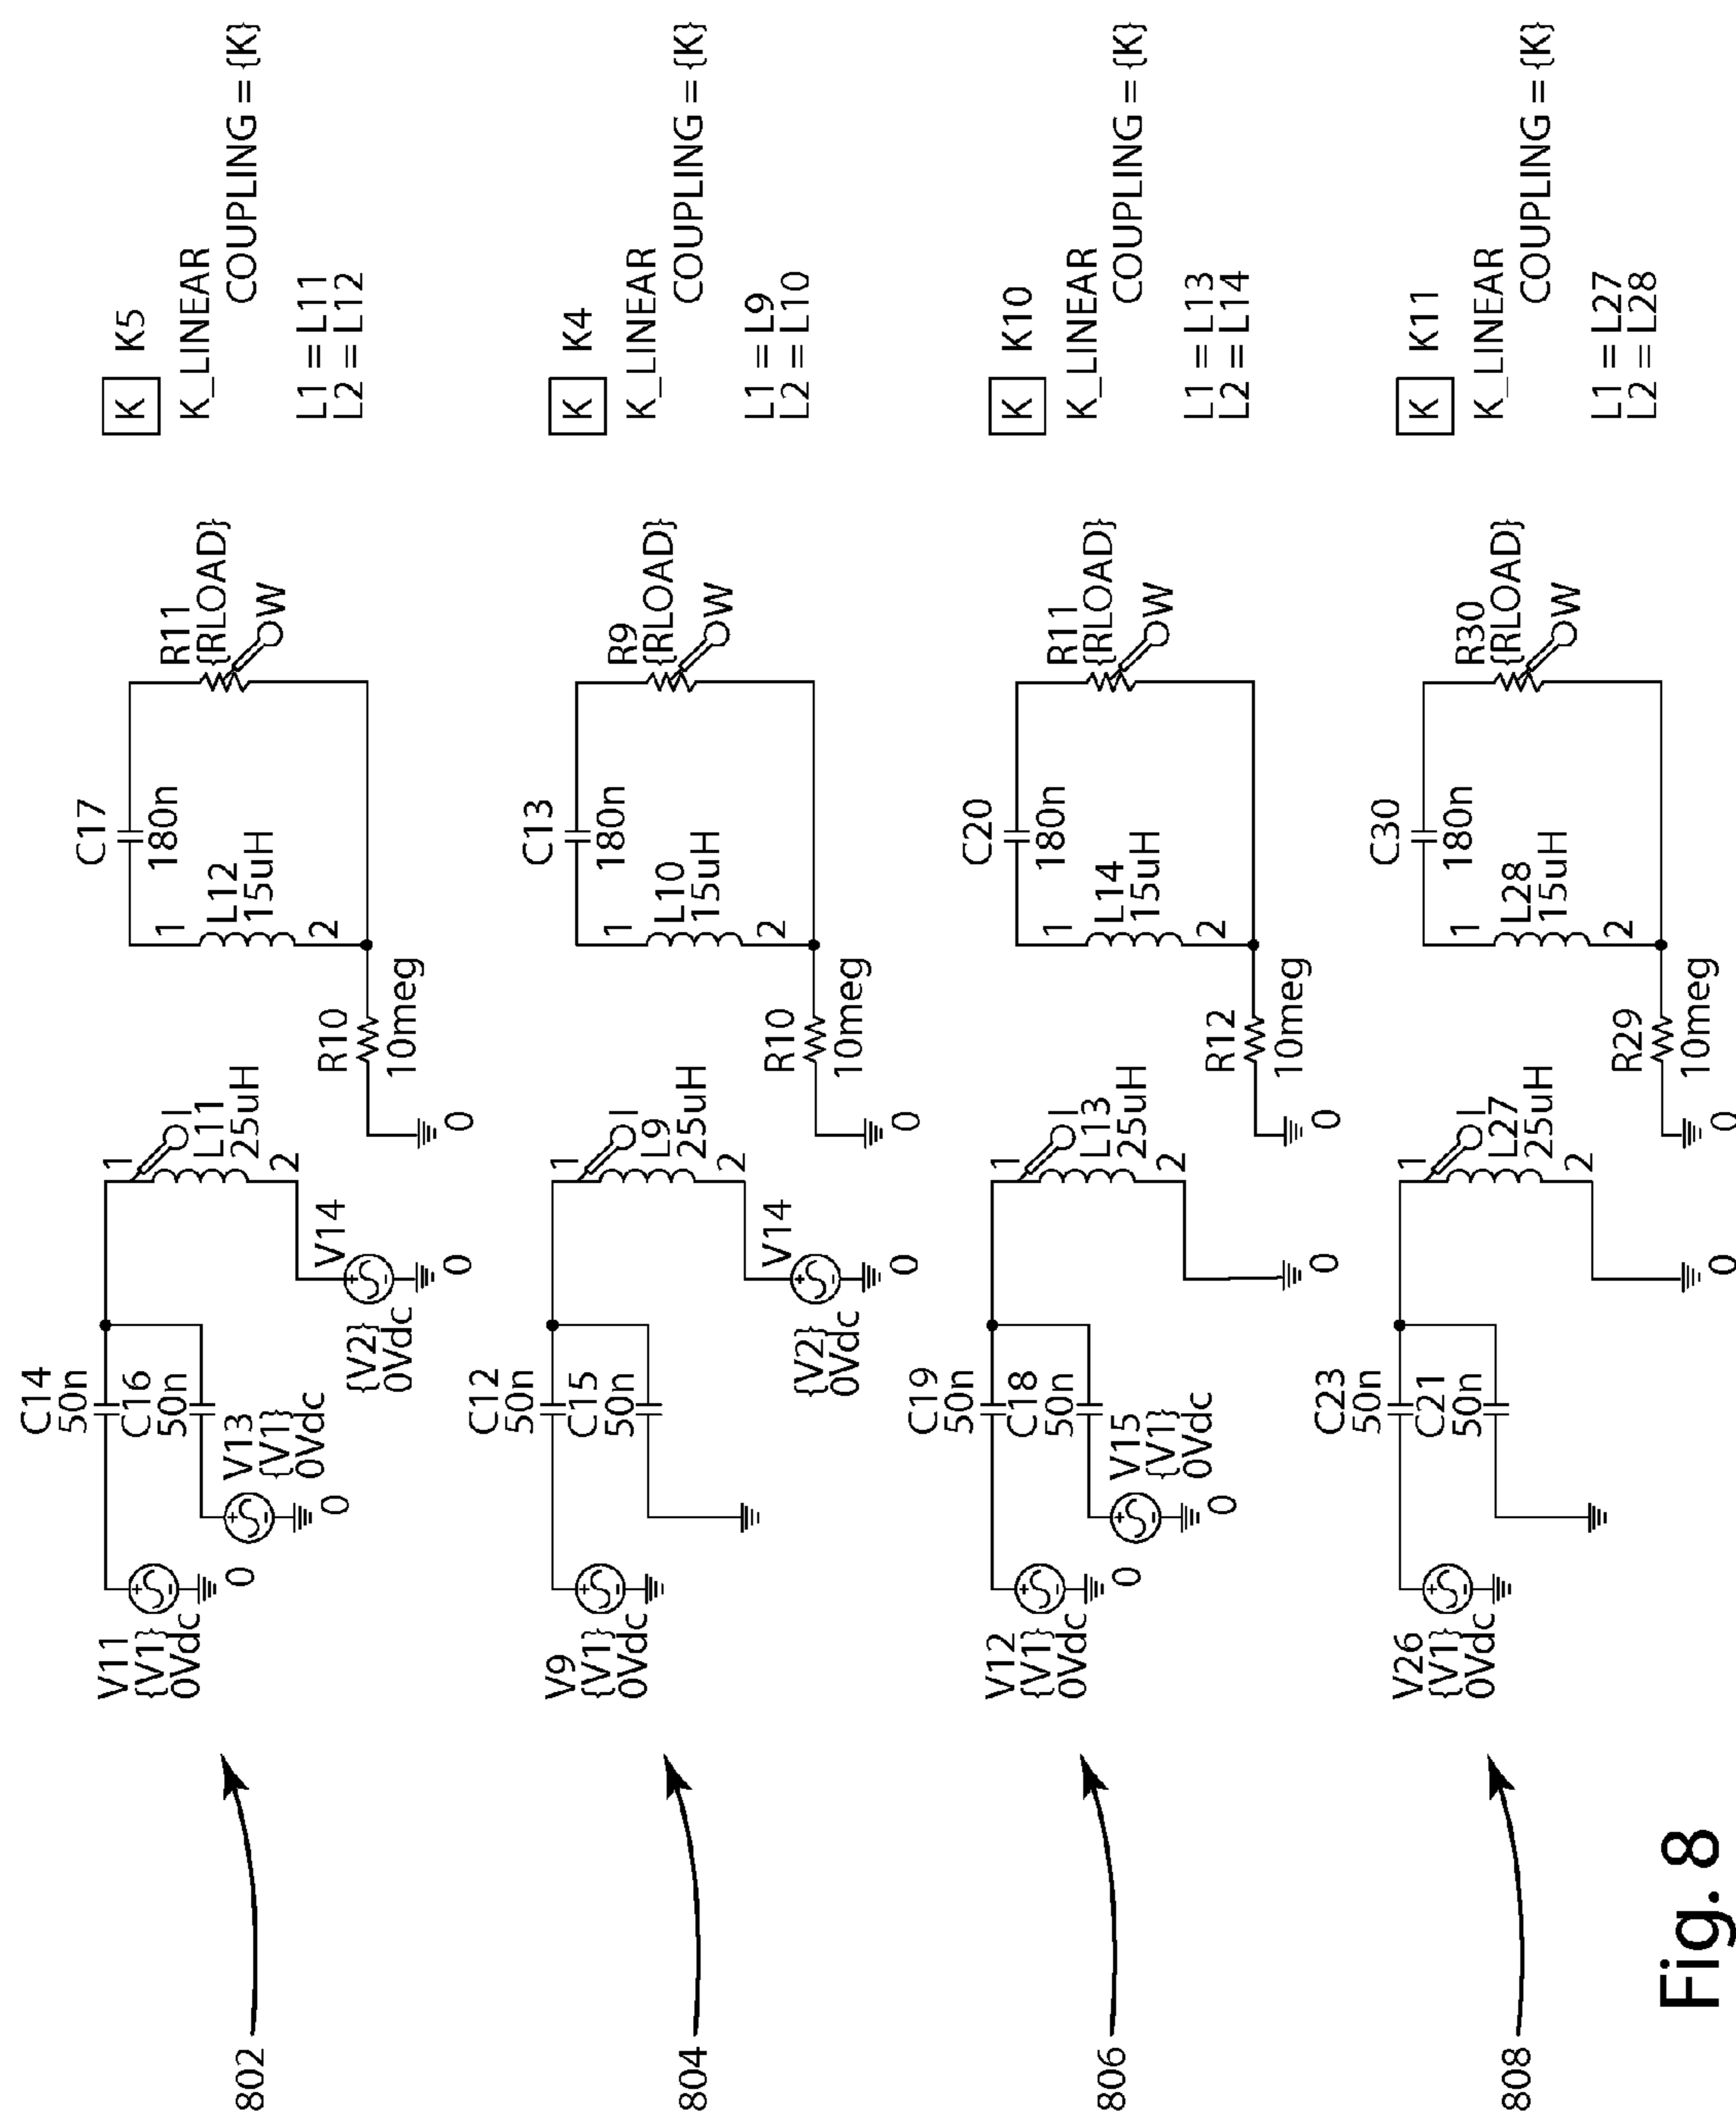 802
V11
{V1}
0Vdc
0
C14
50n
C16
50n
V13
{V1}
0Vdc
0
V14
{V2}
0Vdc
0
1
I
L11
25uH
2
R10
10meg
0
C17
180n
1
L12
15uH
2
R11
{RLOAD}
W
K K5
K_LINEAR
COUPLING = {K}
L1 = L11
L2 = L12
804
V9
{V1}
0Vdc
C12
50n
C15
50n
V14
{V2}
0Vdc
0
1
I
L9
25uH
2
R10
10meg
0
C13
180n
1
L10
15uH
2
R9
{RLOAD}
W
K K4
K_LINEAR
COUPLING = {K}
L1 = L9
L2 = L10
806
V12
{V1}
0Vdc
0
C19
50n
C18
50n
V15
{V1}
0Vdc
0
0
1
I
L13
25uH
2
R12
10meg
0
C20
180n
1
L14
15uH
2
R11
{RLOAD}
W
K K10
K_LINEAR
COUPLING = {K}
L1 = L13
L2 = L14
808
V26
{V1}
0Vdc
C23
50n
C21
50n
0
1
I
L27
25uH
2
R29
10meg
0
C30
180n
1
L28
15uH
2
R30
{RLOAD}
W
K K11
K_LINEAR
COUPLING = {K}
L1 = L27
L2 = L28
Fig. 8